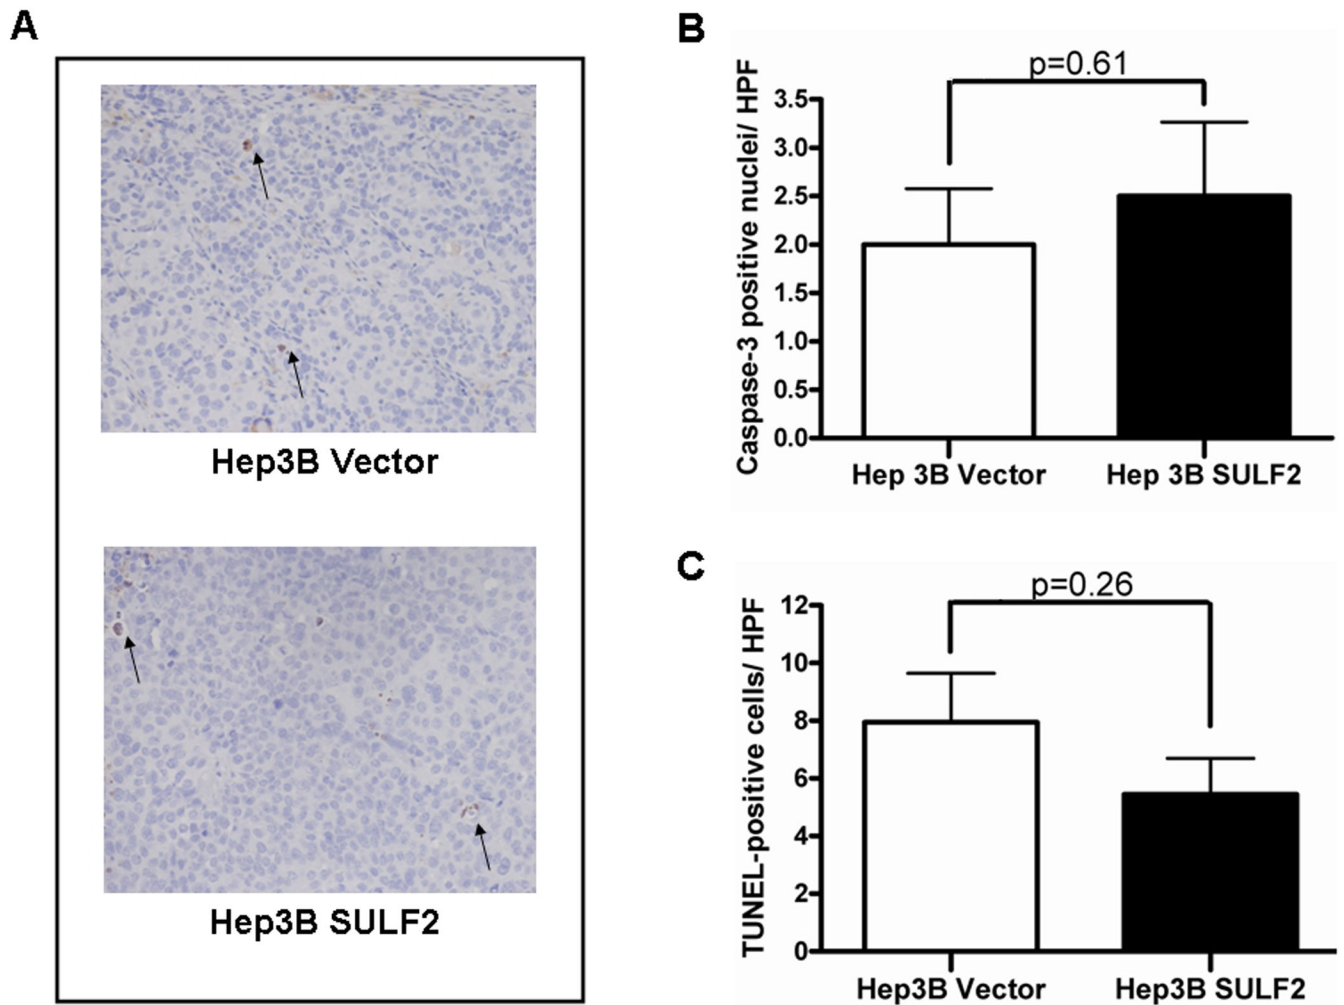 A
Hep3B Vector
Hep3B SULF2
B
p=0.61
Caspase-3 positive nuclei/ HPF
3.5
3.0
2.5
2.0
1.5
1.0
0.5
0.0
Hep 3B Vector
Hep 3B SULF2
C
p=0.26
TUNEL-positive cells/ HPF
12
10
8
6
4
2
0
Hep3B Vector
Hep3B SULF2